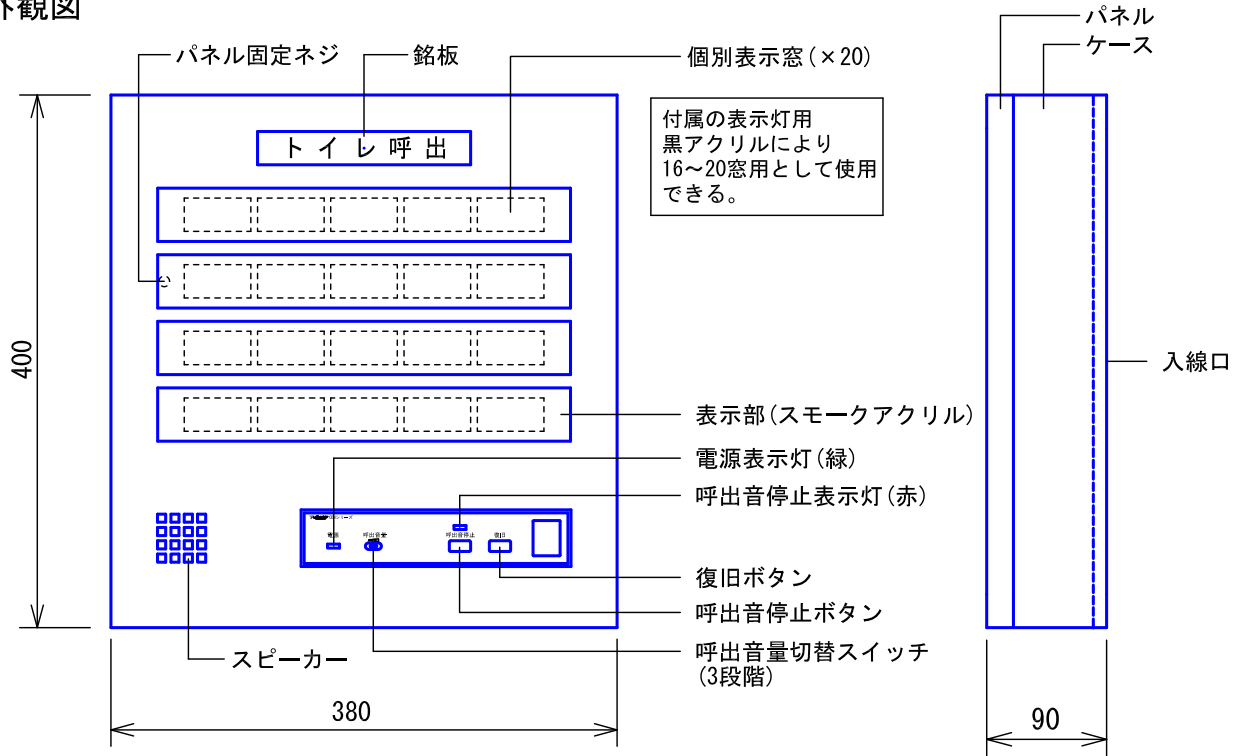 外観図
パネル固定ネジ
銘板
個別表示窓(×20)
パネル
ケース
付属の表示灯用
黒アクリルにより
16～20窓用として使用
できる。
トイレ呼出
400
入線口
表示部(スモークアクリル)
電源表示灯(緑)
呼出音停止表示灯(赤)
電源
呼出音量
呼出音停止
復旧
復旧ボタン
呼出音停止ボタン
呼出音量切替スイッチ
(3段階)
スピーカー
380
90